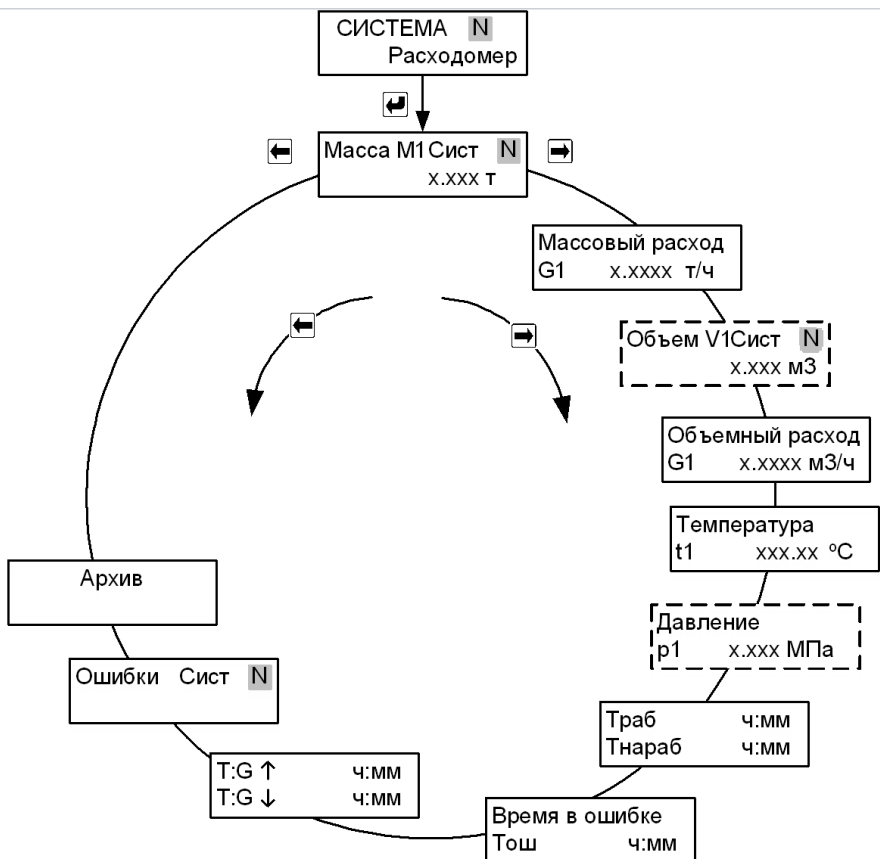 СИСТЕМА N
Расходомер
Масса М1Сист N
х.ххх т
Массовый расход
G1 х.хххх т/ч
Объем V1Сист N
х.ххх м3
Объемный расход
G1 х.хххх м3/ч
Температура
t1 ххх.хх ºС
Давление
р1 х.ххх МПа
Траб ч:мм
Тнараб ч:мм
Время в ошибке
Тош ч:мм
Т:G ↑ ч:мм
Т:G ↓ ч:мм
Ошибки Сист N
Архив